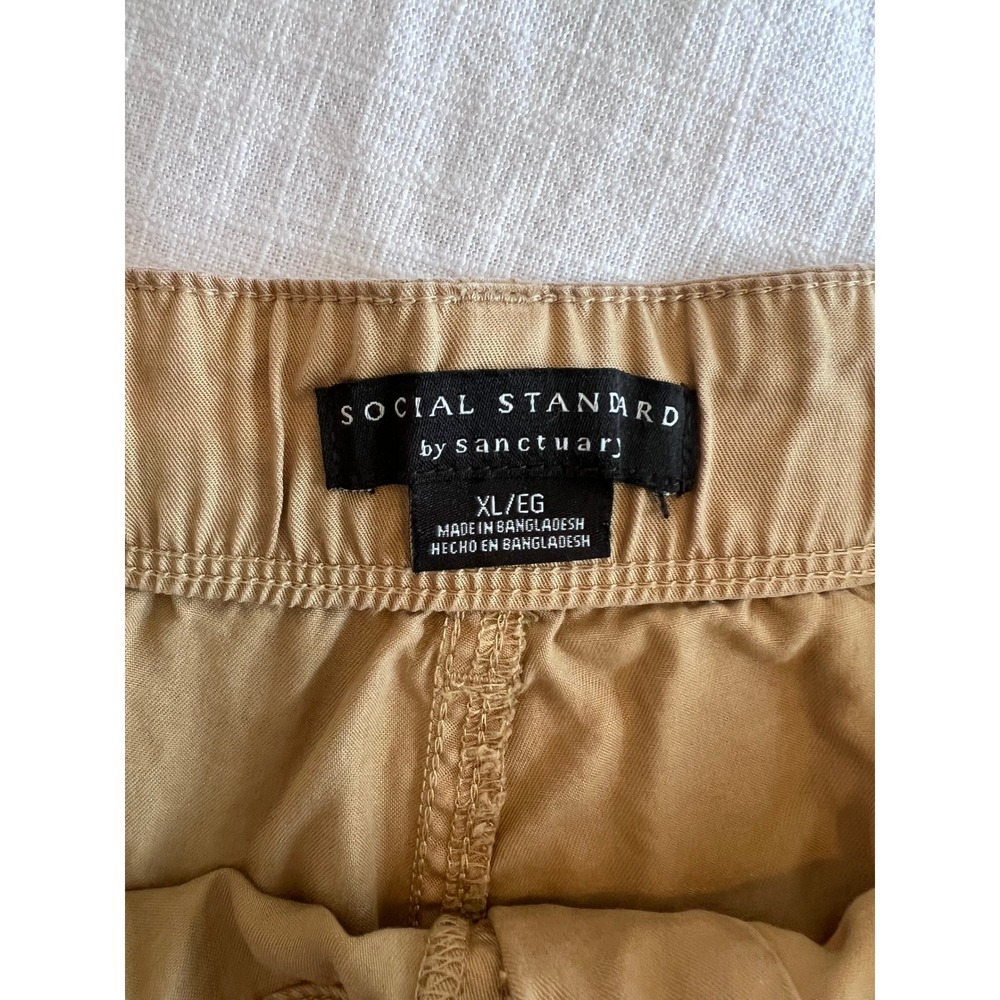 SOCIAL STANDARD
by sanctuary
XL/EG
MADE IN BANGLADESH
HECHO EN BANGLADESH